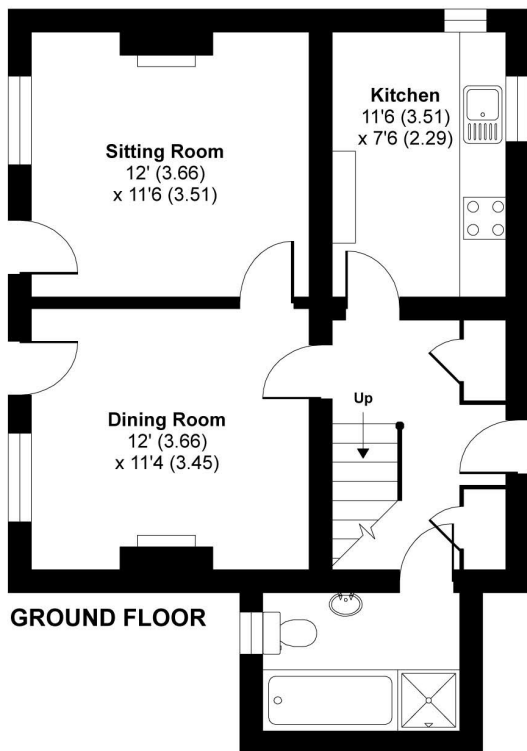 Sitting Room
12' (3.66)
x 11'6 (3.51)
Kitchen
11'6 (3.51)
x 7'6 (2.29)
Dining Room
12' (3.66)
x 11'4 (3.45)
Up
GROUND FLOOR